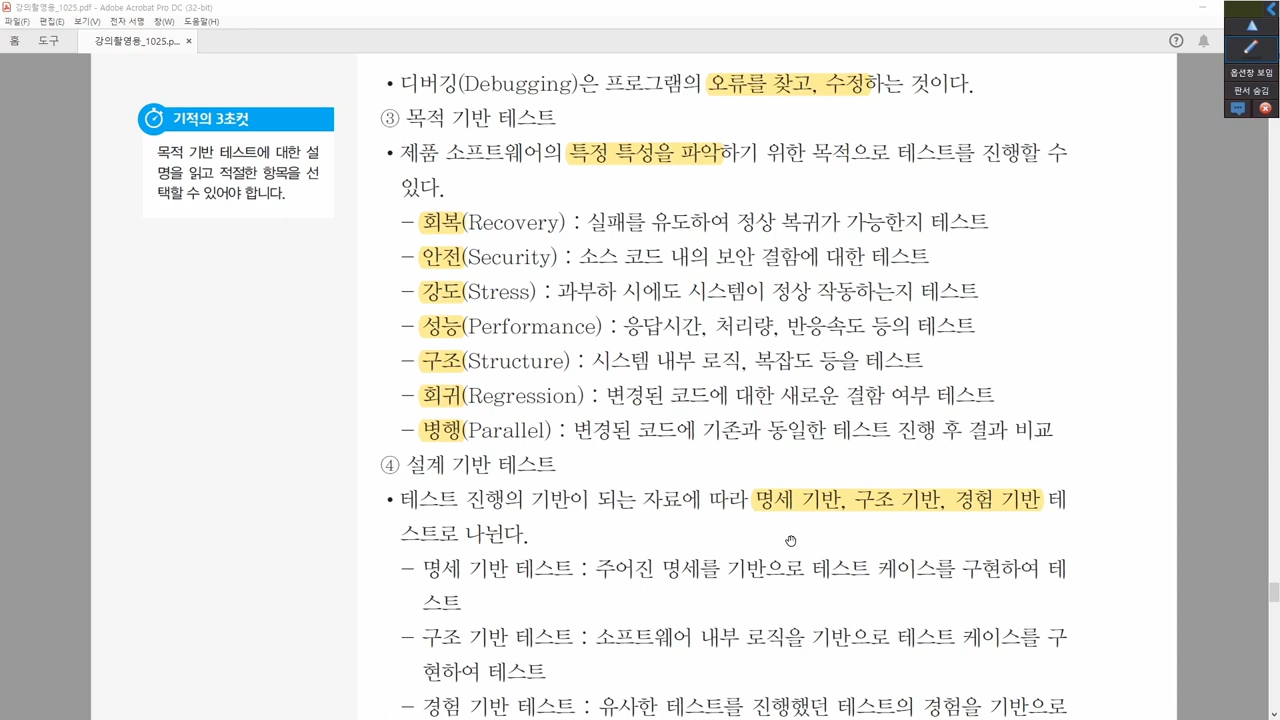 강의촬영용_1025.pdf - Adobe Acrobat Pro DC (32-bit)
파일(F) 편집(E) 보기(V) 전자 서명 창(W) 도움말(H)
홈 도구 강의촬영용_1025.p... ×
옵션창 보임
판서 숨김
기적의 3초컷
목적 기반 테스트에 대한 설
명을 읽고 적절한 항목을 선
택할 수 있어야 합니다.
• 디버깅(Debugging)은 프로그램의 오류를 찾고, 수정하는 것이다.
③ 목적 기반 테스트
• 제품 소프트웨어의 특정 특성을 파악하기 위한 목적으로 테스트를 진행할 수
있다.
– 회복(Recovery) : 실패를 유도하여 정상 복귀가 가능한지 테스트
– 안전(Security) : 소스 코드 내의 보안 결함에 대한 테스트
– 강도(Stress) : 과부하 시에도 시스템이 정상 작동하는지 테스트
– 성능(Performance) : 응답시간, 처리량, 반응속도 등의 테스트
– 구조(Structure) : 시스템 내부 로직, 복잡도 등을 테스트
– 회귀(Regression) : 변경된 코드에 대한 새로운 결함 여부 테스트
– 병행(Parallel) : 변경된 코드에 기존과 동일한 테스트 진행 후 결과 비교
④ 설계 기반 테스트
• 테스트 진행의 기반이 되는 자료에 따라 명세 기반, 구조 기반, 경험 기반 테
스트로 나뉜다.
– 명세 기반 테스트 : 주어진 명세를 기반으로 테스트 케이스를 구현하여 테
스트
– 구조 기반 테스트 : 소프트웨어 내부 로직을 기반으로 테스트 케이스를 구
현하여 테스트
– 경험 기반 테스트 : 유사한 테스트를 진행했던 테스트의 경험을 기반으로